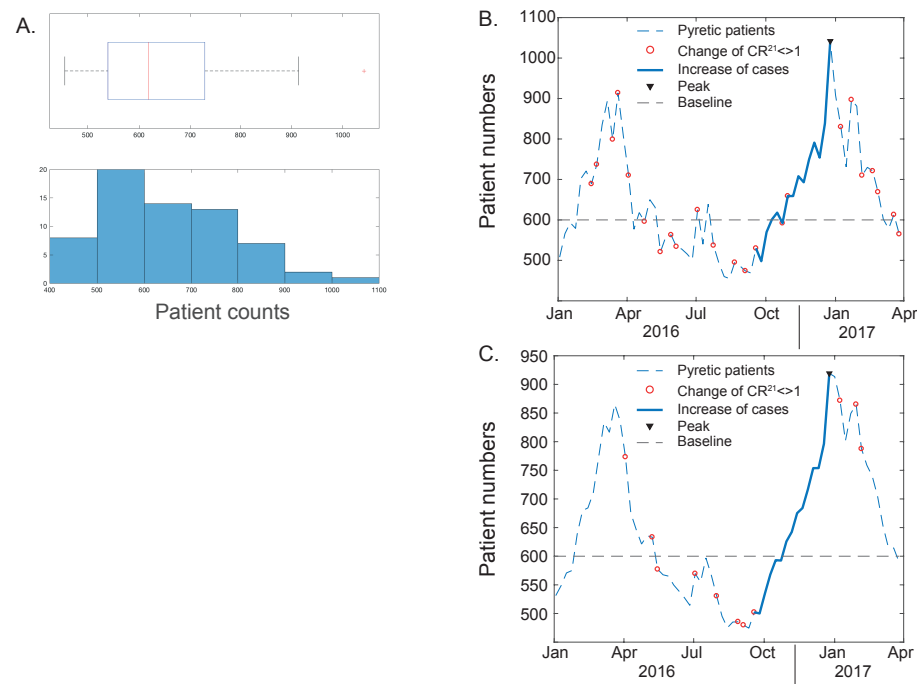 A.
500 600 700 800 900 1000
20
15
10
5
0
400 500 600 700 800 900 1000 1100
Patient counts
B.
1100
1000
900
800
700
600
500
Patient numbers
Pyretic patients
Change of CR²¹<>1
Increase of cases
Peak
Baseline
Jan Apr Jul Oct Jan Apr
2016 2017
C.
950
900
850
800
750
700
650
600
550
500
Patient numbers
Pyretic patients
Change of CR²¹<>1
Increase of cases
Peak
Baseline
Jan Apr Jul Oct Jan Apr
2016 2017